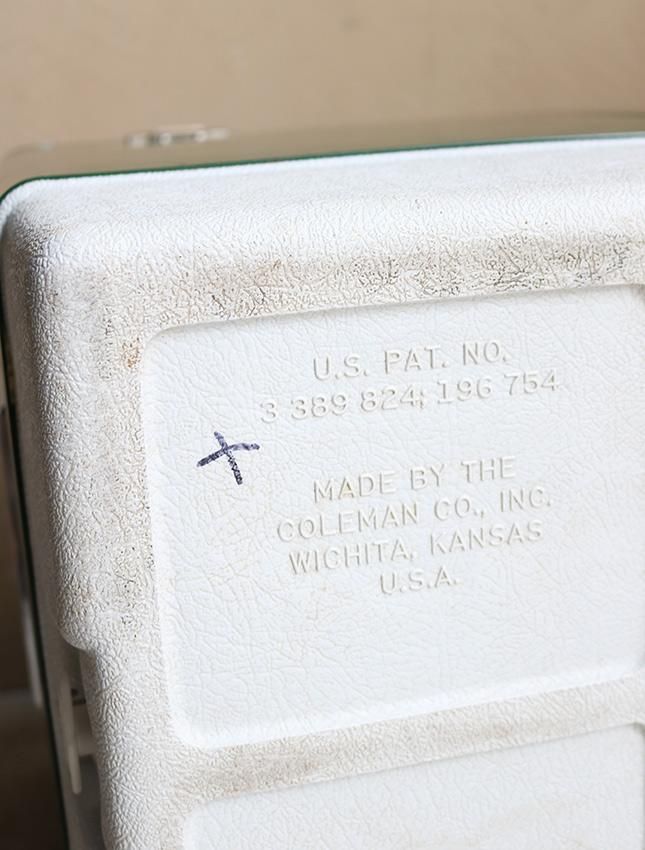 U.S. PAT. NO.
3 389 824; 196 754
MADE BY THE
COLEMAN CO., INC.
WICHITA, KANSAS
U.S.A.